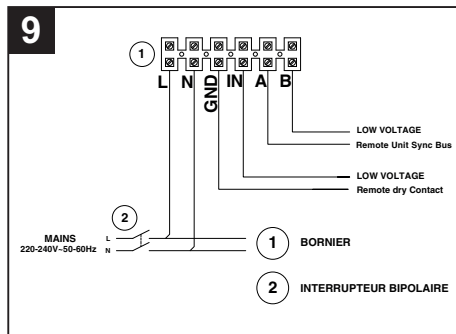 9
1
L N GND IN A B
LOW VOLTAGE
Remote Unit Sync Bus
LOW VOLTAGE
Remote dry Contact
2
MAINS
220-240V~50-60Hz
L
N
1 BORNIER
2 INTERRUPTEUR BIPOLAIRE